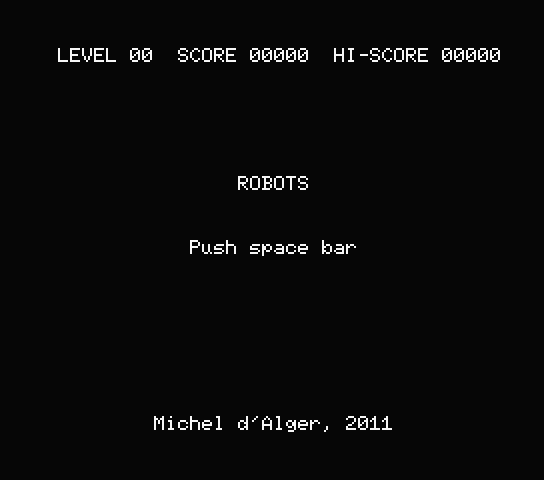 LEVEL 00  SCORE 00000  HI-SCORE 00000
ROBOTS
Push space bar
Michel d'Alger, 2011